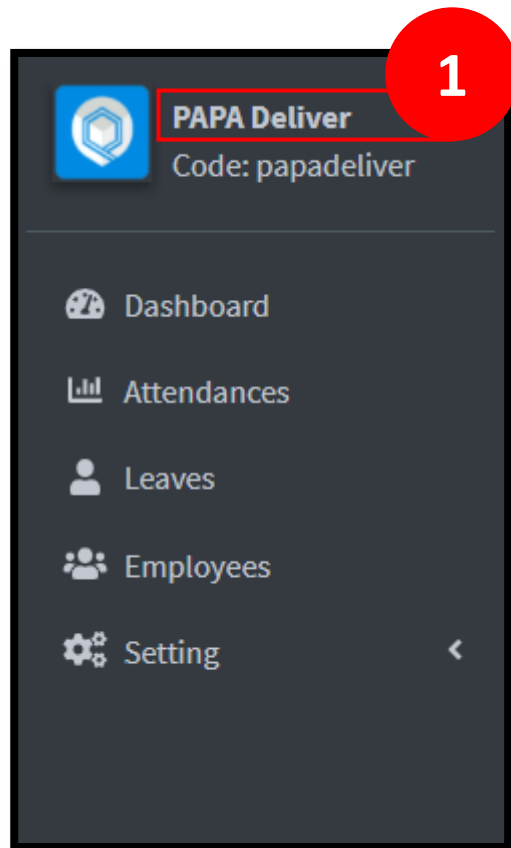 1
PAPA Deliver
Code: papadeliver
Dashboard
Attendances
Leaves
Employees
Setting